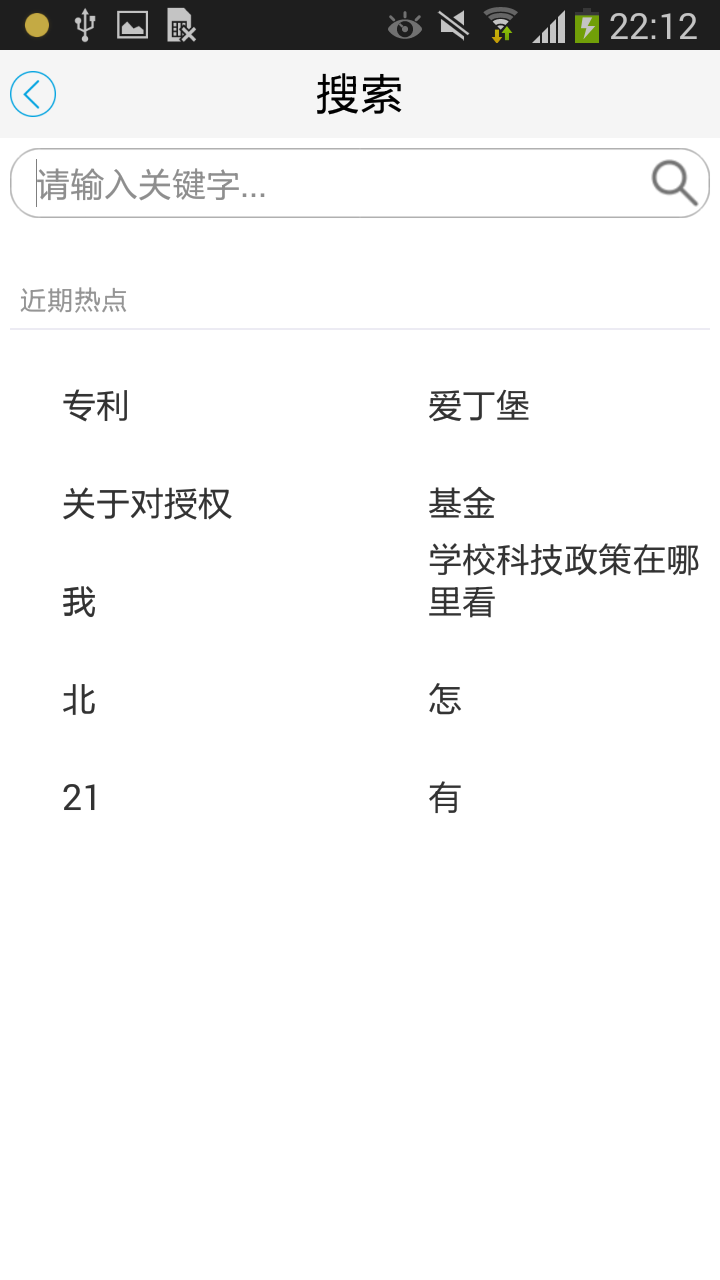 22:12
搜索
请输入关键字...
近期热点
专利
爱丁堡
关于对授权
基金
我
学校科技政策在哪
里看
北
怎
21
有